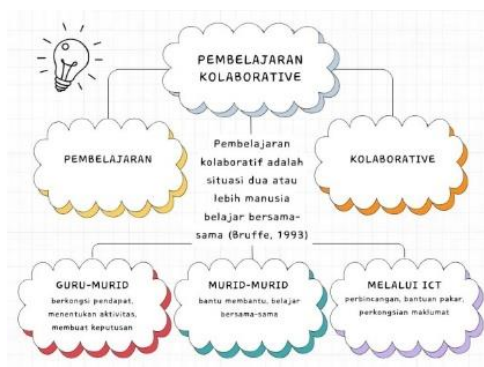 PEMBELAJARAN
KOLABORATIVE
PEMBELAJARAN
KOLABORATIVE
Pembelajaran
kolaboratif adalah
situasi dua atau
lebih manusia
belajar bersama-
sama (Bruffe, 1993)
GURU-MURID
berkongsi pendapat,
menentukan aktivitas,
membuat keputusan
MURID-MURID
bantu membantu, belajar
bersama-sama
MELALUI ICT
perbincangan, bantuan pakar,
perkongsian maklumat